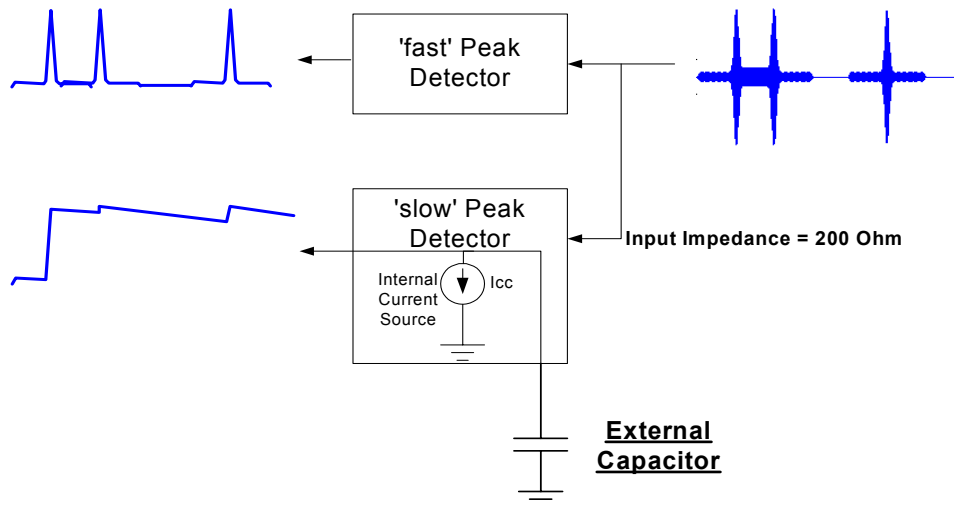 'fast' Peak
Detector
'slow' Peak
Detector
Input Impedance = 200 Ohm
Internal
Current
Source
Icc
External
Capacitor